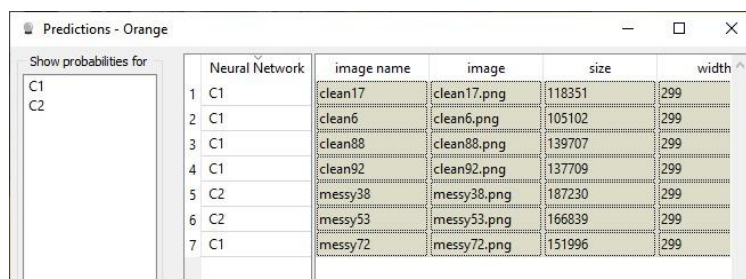 Predictions - Orange
Show probabilities for
C1
C2
Neural Network image name image size width
1 C1 clean17 clean17.png 118351 299
2 C1 clean6 clean6.png 105102 299
3 C1 clean88 clean88.png 139707 299
4 C1 clean92 clean92.png 137709 299
5 C2 messy38 messy38.png 187230 299
6 C2 messy53 messy53.png 166839 299
7 C1 messy72 messy72.png 151996 299